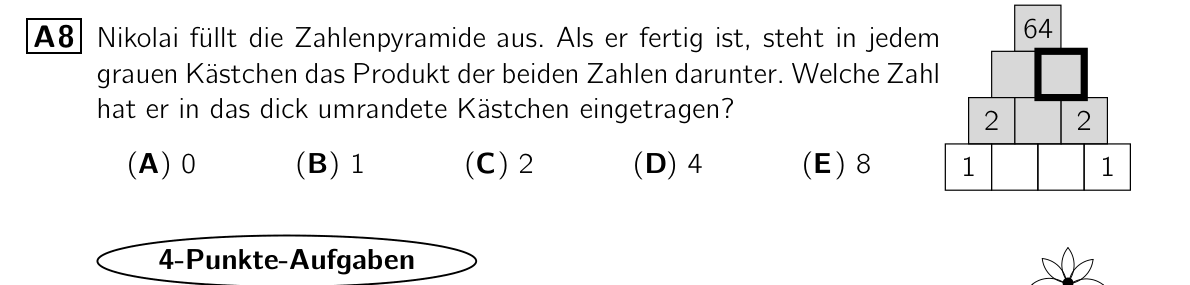 A8 Nikolai füllt die Zahlenpyramide aus. Als er fertig ist, steht in jedem
grauen Kästchen das Produkt der beiden Zahlen darunter. Welche Zahl
hat er in das dick umrandete Kästchen eingetragen?
(A) 0 (B) 1 (C) 2 (D) 4 (E) 8
64
2 2
1 1
4-Punkte-Aufgaben